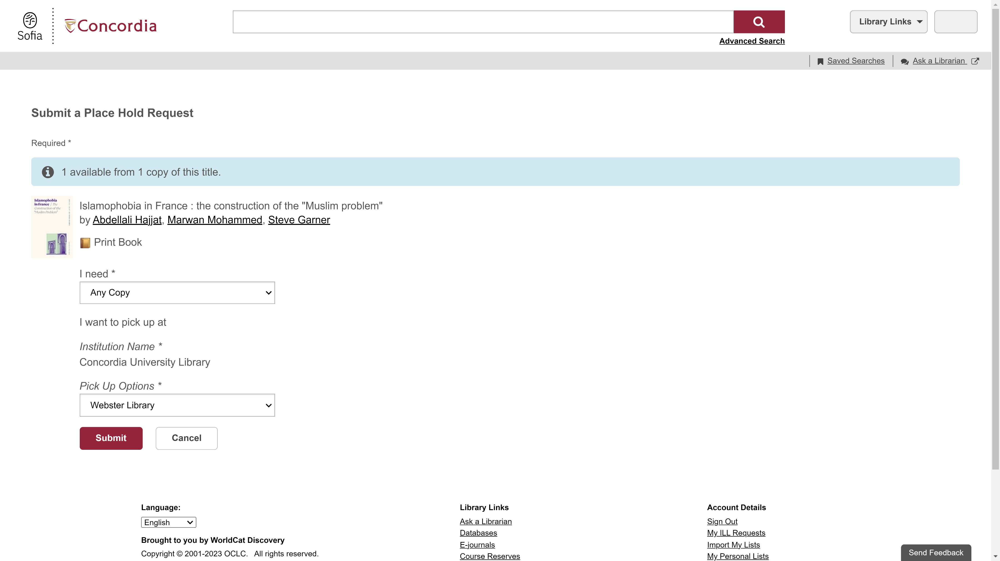 Sofia
Concordia
Advanced Search
Library Links
Saved Searches
Ask a Librarian
Submit a Place Hold Request
Required *
1 available from 1 copy of this title.
Islamophobia
in France | The
Construction of the
"Muslim Problem"
Islamophobia in France : the construction of the "Muslim problem"
by Abdellali Hajjat, Marwan Mohammed, Steve Garner
Print Book
I need *
Any Copy
I want to pick up at
Institution Name *
Concordia University Library
Pick Up Options *
Webster Library
Submit
Cancel
Language:
English
Brought to you by WorldCat Discovery
Copyright © 2001-2023 OCLC. All rights reserved.
Library Links
Ask a Librarian
Databases
E-journals
Course Reserves
Account Details
Sign Out
My ILL Requests
Import My Lists
My Personal Lists
Send Feedback